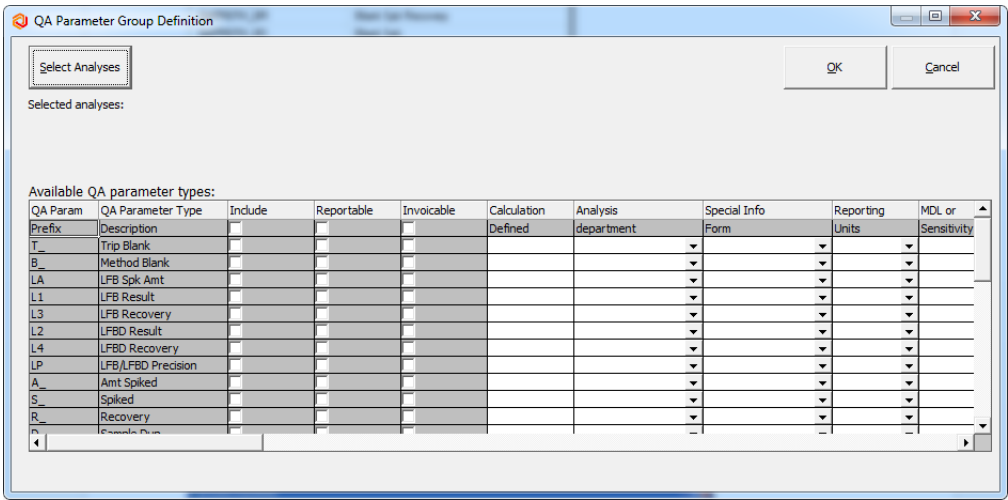 QA Parameter Group Definition
Select Analyses
OK
Cancel
Selected analyses:
Available QA parameter types:
QA Param QA Parameter Type Include Reportable Invoicable Calculation Analysis Special Info Reporting MDL or
Prefix Description Defined department Form Units Sensitivity
T_ Trip Blank
B_ Method Blank
LA LFB Spk Amt
L1 LFB Result
L3 LFB Recovery
L2 LFBD Result
L4 LFBD Recovery
LP LFB/LFBD Precision
A_ Amt Spiked
S_ Spiked
R_ Recovery
Sample Dup